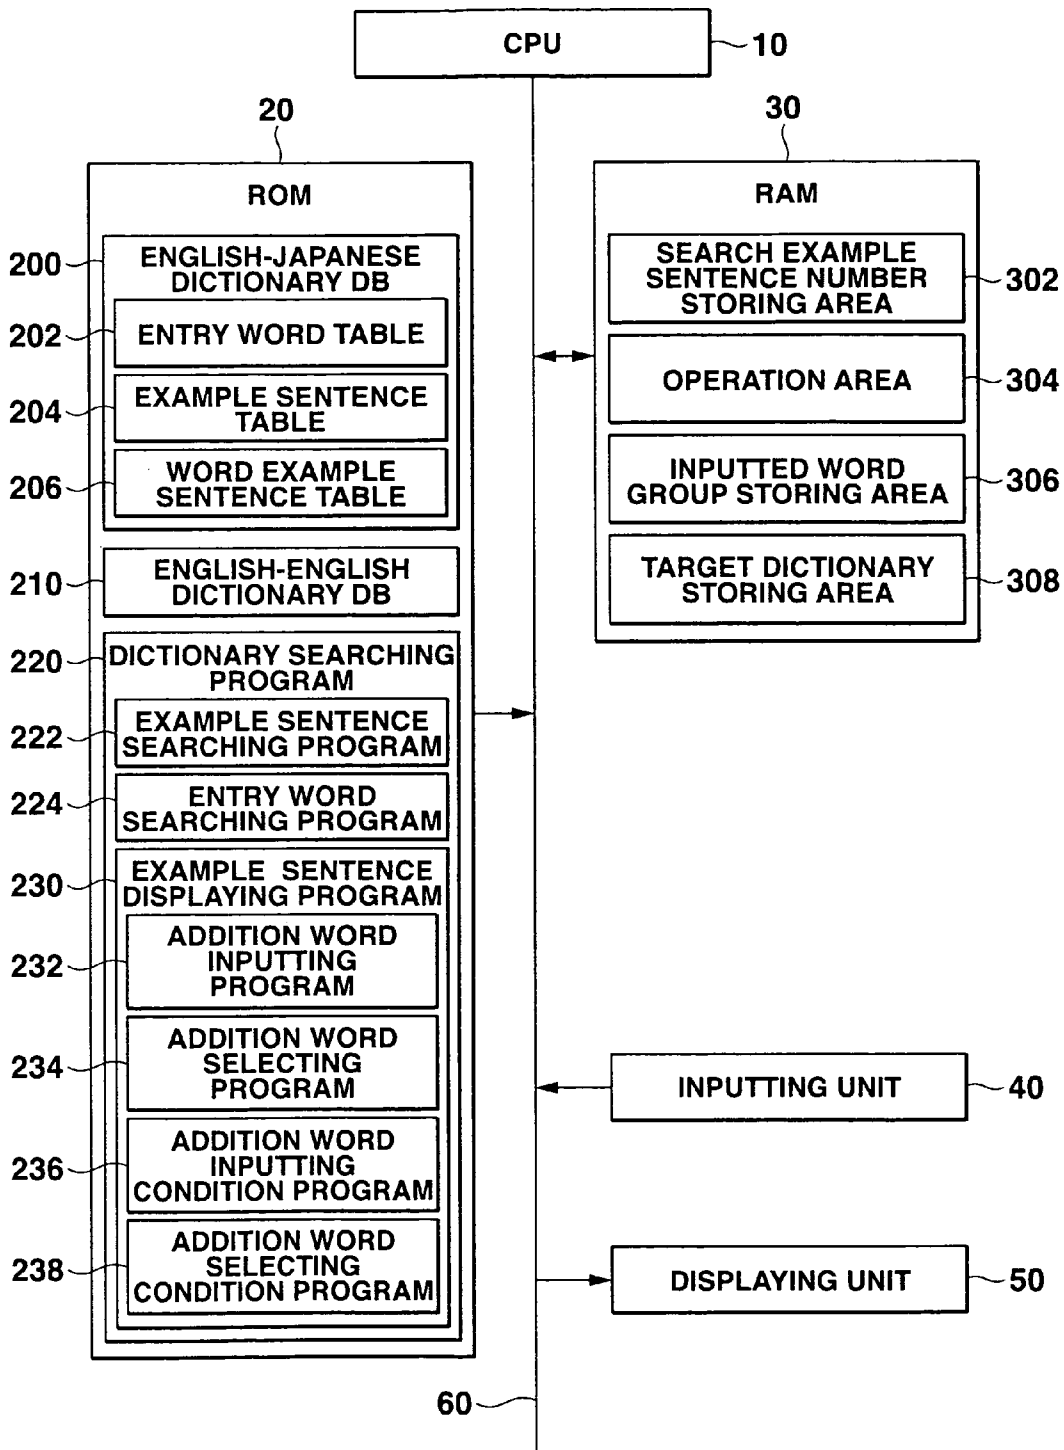 CPU
10
20
ROM
200
ENGLISH-JAPANESE
DICTIONARY DB
202
ENTRY WORD TABLE
204
EXAMPLE SENTENCE
TABLE
206
WORD EXAMPLE
SENTENCE TABLE
210
ENGLISH-ENGLISH
DICTIONARY DB
220
DICTIONARY SEARCHING
PROGRAM
222
EXAMPLE SENTENCE
SEARCHING PROGRAM
224
ENTRY WORD
SEARCHING PROGRAM
230
EXAMPLE SENTENCE
DISPLAYING PROGRAM
232
ADDITION WORD
INPUTTING
PROGRAM
234
ADDITION WORD
SELECTING
PROGRAM
236
ADDITION WORD
INPUTTING
CONDITION PROGRAM
238
ADDITION WORD
SELECTING
CONDITION PROGRAM
30
RAM
SEARCH EXAMPLE
SENTENCE NUMBER
STORING AREA
302
OPERATION AREA
304
INPUTTED WORD
GROUP STORING AREA
306
TARGET DICTIONARY
STORING AREA
308
INPUTTING UNIT
40
DISPLAYING UNIT
50
60